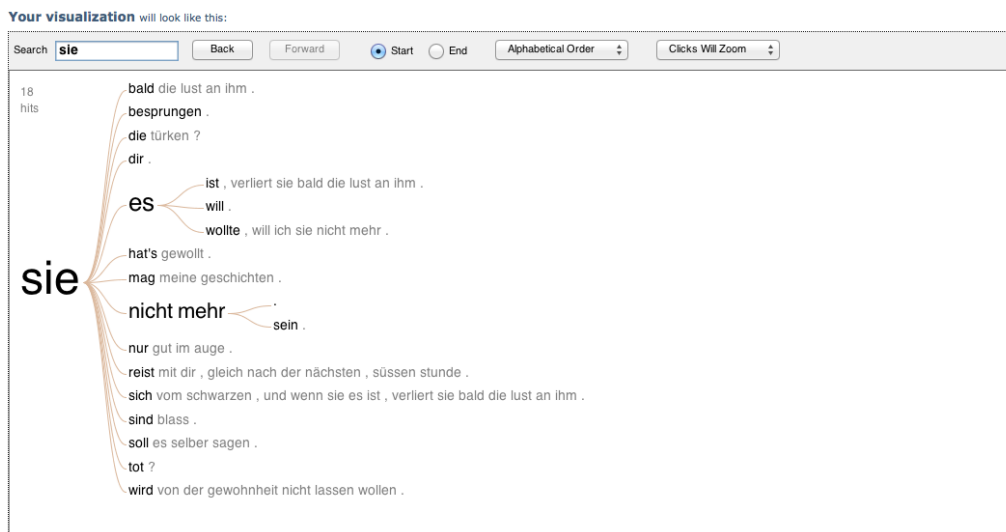 Your visualization will look like this:
Search sie Back Forward Start End Alphabetical Order Clicks Will Zoom
18
hits
sie
bald die lust an ihm .
besprungen .
die türken ?
dir .
es
ist , verliert sie bald die lust an ihm .
will .
wollte , will ich sie nicht mehr .
hat's gewollt .
mag meine geschichten .
nicht mehr
.
sein .
nur gut im auge .
reist mit dir , gleich nach der nächsten , süssen stunde .
sich vom schwarzen , und wenn sie es ist , verliert sie bald die lust an ihm .
sind blass .
soll es selber sagen .
tot ?
wird von der gewohnheit nicht lassen wollen .